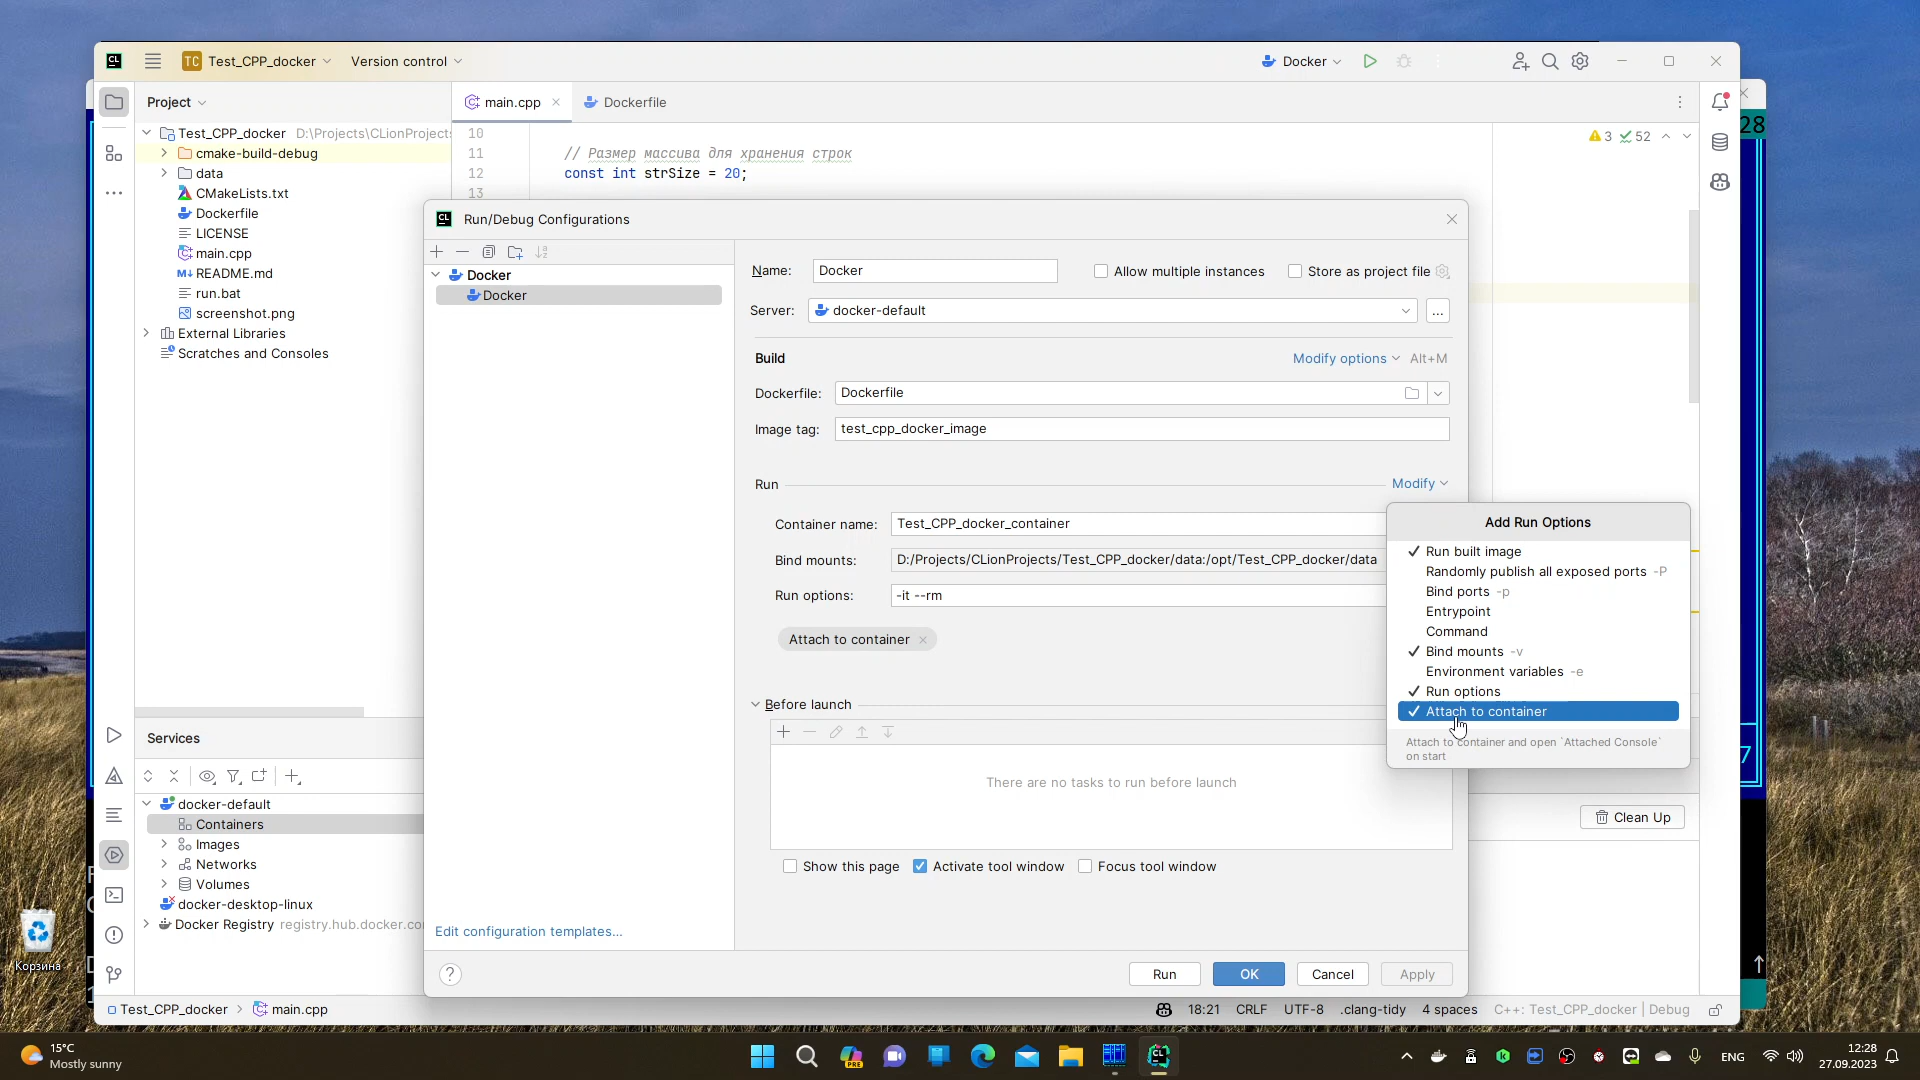 CL
TC Test_CPP_docker
Version control
Docker
Project
main.cpp
Dockerfile
28
Test_CPP_docker D:\Projects\CLionProjects
cmake-build-debug
data
CMakeLists.txt
Dockerfile
LICENSE
main.cpp
README.md
run.bat
screenshot.png
External Libraries
Scratches and Consoles
10
11 // Размер массива для хранения строк
12 const int strSize = 20;
13
3 52
CL Run/Debug Configurations
Docker
Docker
Name: Docker
Allow multiple instances
Store as project file
Server: docker-default
...
Build
Modify options Alt+M
Dockerfile: Dockerfile
Image tag: test_cpp_docker_image
Run
Modify
Container name: Test_CPP_docker_container
Bind mounts: D:/Projects/CLionProjects/Test_CPP_docker/data:/opt/Test_CPP_docker/data
Run options: -it --rm
Attach to container
Before launch
There are no tasks to run before launch
Show this page
Activate tool window
Focus tool window
Edit configuration templates...
?
Run
OK
Cancel
Apply
Add Run Options
Run built image
Randomly publish all exposed ports -P
Bind ports -p
Entrypoint
Command
Bind mounts -v
Environment variables -e
Run options
Attach to container
Attach to container and open `Attached Console`
on start
7
Clean Up
Services
docker-default
Containers
Images
Networks
Volumes
docker-desktop-linux
Docker Registry registry.hub.docker.co
Корзина
Test_CPP_docker
main.cpp
18:21
CRLF
UTF-8
.clang-tidy
4 spaces
C++: Test_CPP_docker | Debug
15°C
Mostly sunny
PRE
CL
ENG
12:28
27.09.2023